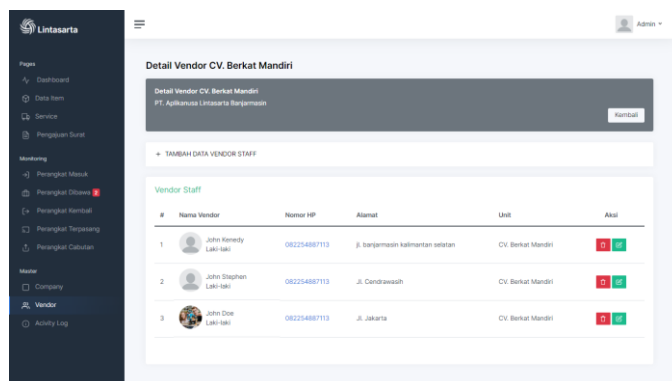 Lintasarta
Admin
Pages
Dashboard
Data Item
Service
Pengajuan Surat
Monitoring
Perangkat Masuk
Perangkat Dibawa 2
Perangkat Kembali
Perangkat Terpasang
Perangkat Cabutan
Master
Company
Vendor
Activity Log
Detail Vendor CV. Berkat Mandiri
Detail Vendor CV. Berkat Mandiri
PT. Aplikanusa Lintasarta Banjarmasin
Kembali
+ TAMBAH DATA VENDOR STAFF
Vendor Staff
# Nama Vendor Nomor HP Alamat Unit Aksi
1 John Kenedy Laki-laki 082254887113 jl. banjarmasin kalimantan selatan CV. Berkat Mandiri
2 John Stephen Laki-laki 082254887113 Jl. Cendrawasih CV. Berkat Mandiri
3 John Doe Laki-laki 082254887113 Jl. Jakarta CV. Berkat Mandiri